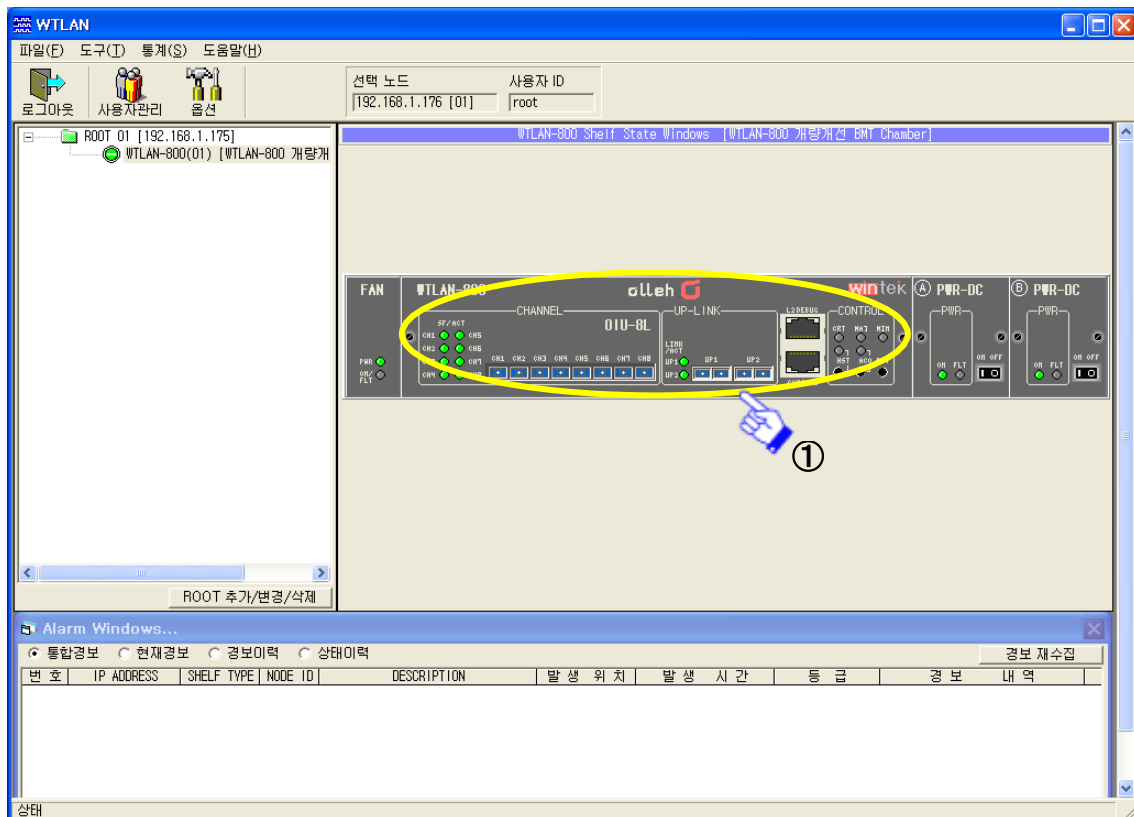 WTLAN
파일(F) 도구(T) 통계(S) 도움말(H)
로그아웃 사용자관리 옵션
선택 노드 사용자 ID
192.168.1.176 [01] root
ROOT 01 [192.168.1.175]
WTLAN-800(01) [WTLAN-800 개량개
ROOT 추가/변경/삭제
WTLAN-800 Shelf State Windows [WTLAN-800 개량개선 BMT Chamber]
FAN WTLAN-800 olleh wintek Ⓐ PWR-DC Ⓑ PWR-DC
CHANNEL UP-LINK L2DEBUG CONTROL PWR PWR
OIU-8L
SF/ACT
CH1 CH5
CH2 CH6
CH7
CH1 CH2 CH3 CH4 CH5 CH6 CH7 CH8
LINK
/ACT
UP1 UP1 UP2
UP2
CRT MAJ MIN
HST ACO
PWR
ON/
FLT
ON FLT ON OFF
ON FLT ON OFF
①
Alarm Windows...
통합경보 현재경보 경보이력 상태이력 경보 재수집
번 호 IP ADDRESS SHELF TYPE NODE ID DESCRIPTION 발 생 위 치 발 생 시 간 등 급 경 보 내 역
상태